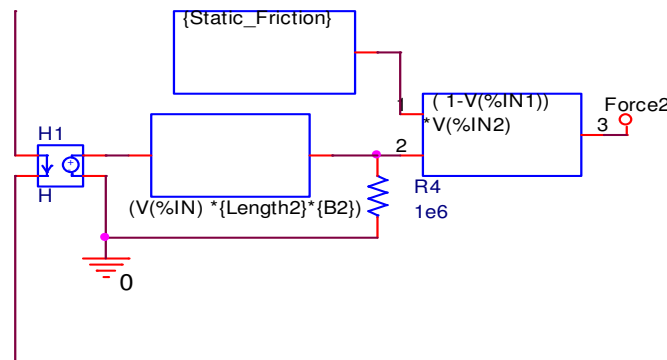 {Static_Friction}
1
( 1-V(%IN1))
*V(%IN2)
Force2
3
H1
H
2
(V(%IN) *{Length2}*{B2})
R4
1e6
0